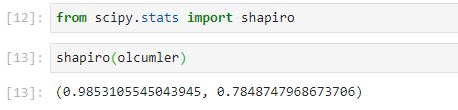 [12]: from scipy.stats import shapiro
[13]: shapiro(olcumler)
[13]: (0.9853105545043945, 0.7848747968673706)